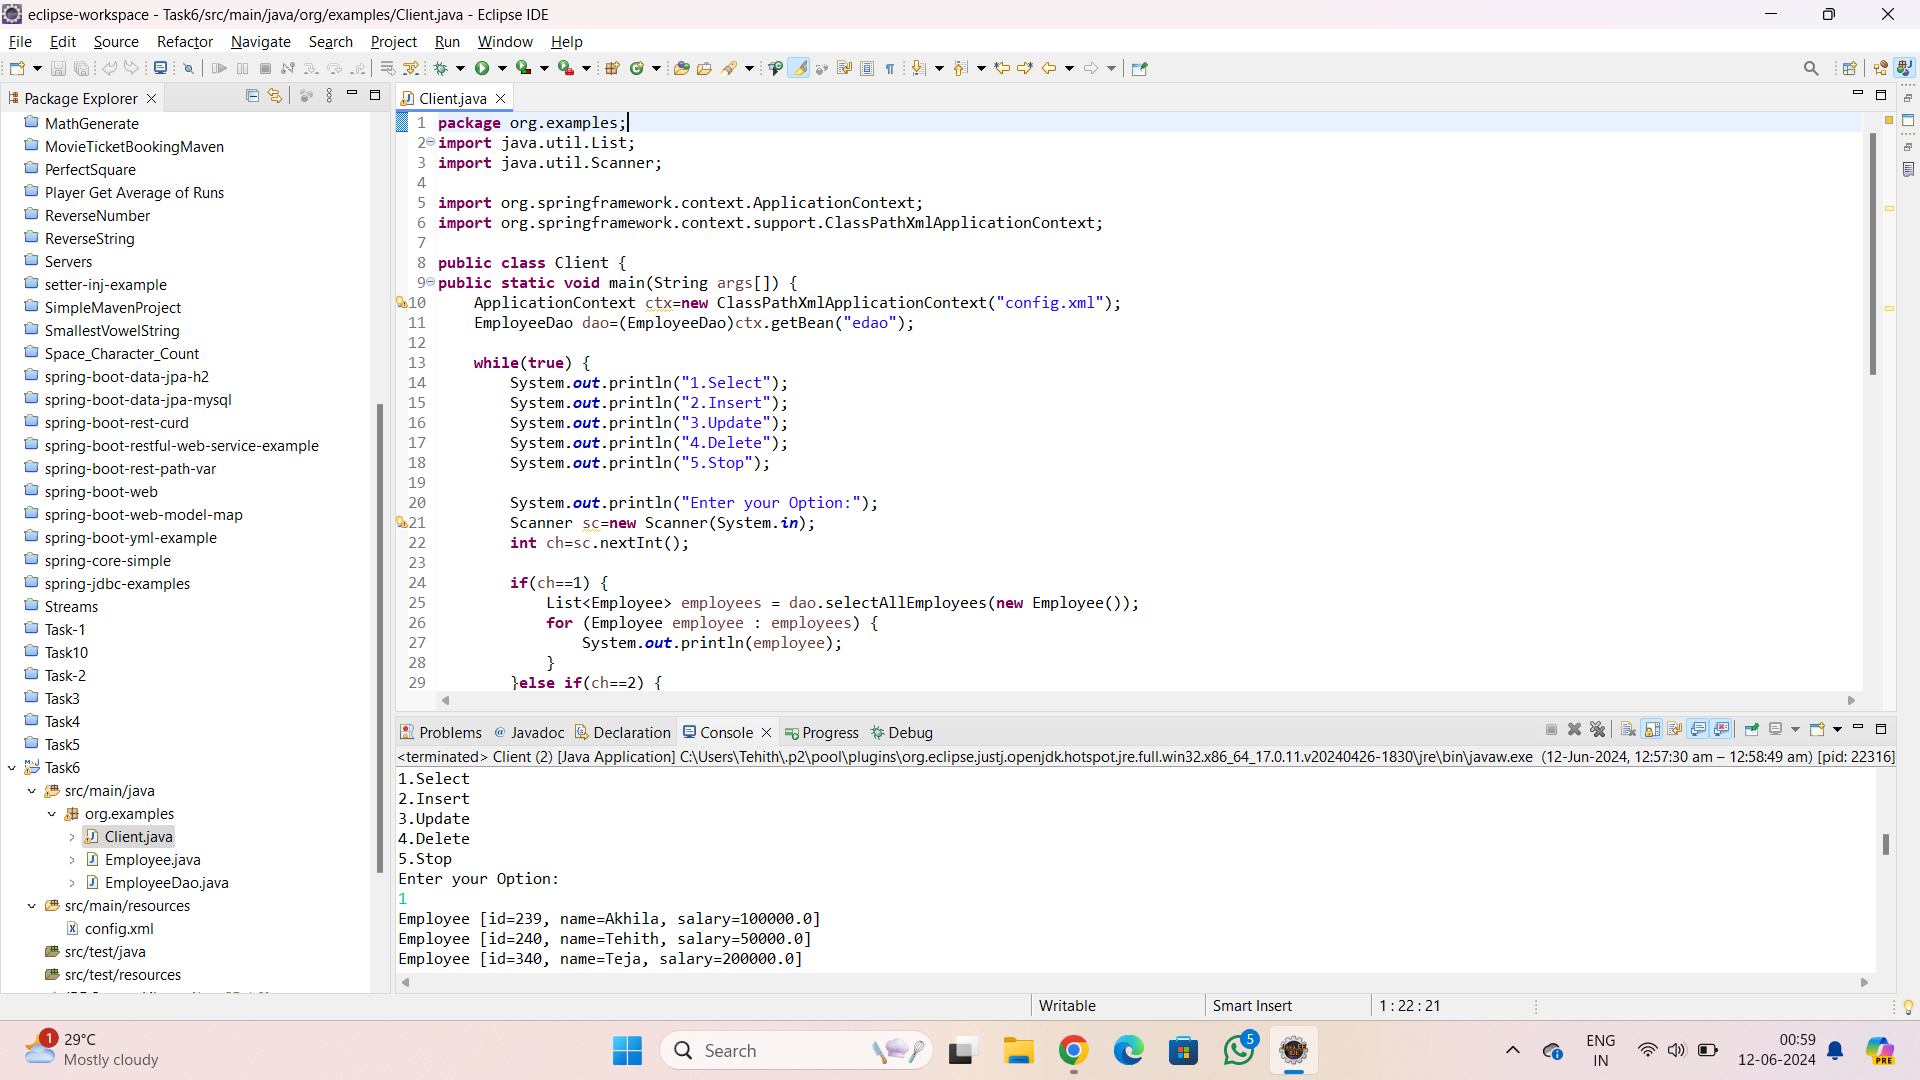 eclipse-workspace - Task6/src/main/java/org/examples/Client.java - Eclipse IDE
File Edit Source Refactor Navigate Search Project Run Window Help
Package Explorer
MathGenerate
MovieTicketBookingMaven
PerfectSquare
Player Get Average of Runs
ReverseNumber
ReverseString
Servers
setter-inj-example
SimpleMavenProject
SmallestVowelString
Space_Character_Count
spring-boot-data-jpa-h2
spring-boot-data-jpa-mysql
spring-boot-rest-curd
spring-boot-restful-web-service-example
spring-boot-rest-path-var
spring-boot-web
spring-boot-web-model-map
spring-boot-yml-example
spring-core-simple
spring-jdbc-examples
Streams
Task-1
Task10
Task-2
Task3
Task4
Task5
Task6
src/main/java
org.examples
Client.java
Employee.java
EmployeeDao.java
src/main/resources
config.xml
src/test/java
src/test/resources
Client.java
1 package org.examples;
2 import java.util.List;
3 import java.util.Scanner;
4
5 import org.springframework.context.ApplicationContext;
6 import org.springframework.context.support.ClassPathXmlApplicationContext;
7
8 public class Client {
9 public static void main(String args[]) {
10 ApplicationContext ctx=new ClassPathXmlApplicationContext("config.xml");
11 EmployeeDao dao=(EmployeeDao)ctx.getBean("edao");
12
13 while(true) {
14 System.out.println("1.Select");
15 System.out.println("2.Insert");
16 System.out.println("3.Update");
17 System.out.println("4.Delete");
18 System.out.println("5.Stop");
19
20 System.out.println("Enter your Option:");
21 Scanner sc=new Scanner(System.in);
22 int ch=sc.nextInt();
23
24 if(ch==1) {
25 List<Employee> employees = dao.selectAllEmployees(new Employee());
26 for (Employee employee : employees) {
27 System.out.println(employee);
28 }
29 }else if(ch==2) {
Problems Javadoc Declaration Console Progress Debug
<terminated> Client (2) [Java Application] C:\Users\Tehith\.p2\pool\plugins\org.eclipse.justj.openjdk.hotspot.jre.full.win32.x86_64_17.0.11.v20240426-1830\jre\bin\javaw.exe (12-Jun-2024, 12:57:30 am – 12:58:49 am) [pid: 22316]
1.Select
2.Insert
3.Update
4.Delete
5.Stop
Enter your Option:
1
Employee [id=239, name=Akhila, salary=100000.0]
Employee [id=240, name=Tehith, salary=50000.0]
Employee [id=340, name=Teja, salary=200000.0]
Writable Smart Insert 1 : 22 : 21
1
29°C
Mostly cloudy
Search
5
ENG
IN
00:59
12-06-2024
PRE